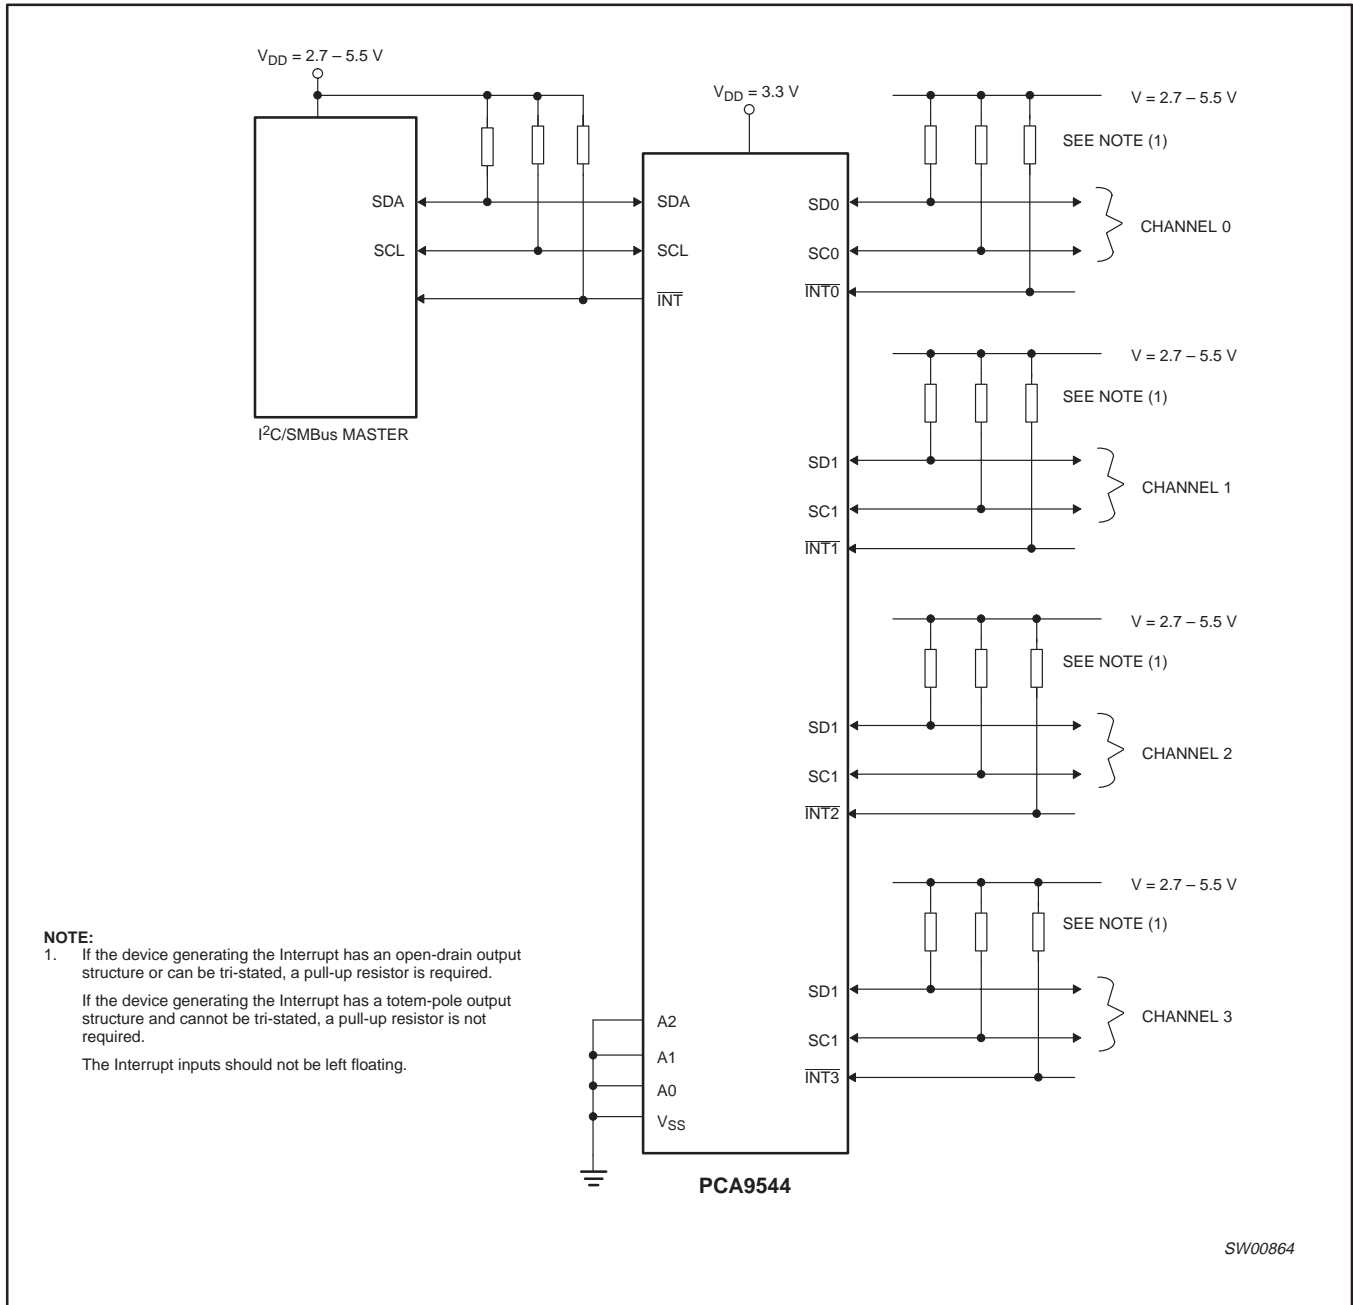 VDD = 2.7 – 5.5 V
VDD = 3.3 V
V = 2.7 – 5.5 V
SEE NOTE (1)
SDA
SCL
I2C/SMBus MASTER
SDA
SCL
INT
SD0
SC0
INT0
CHANNEL 0
V = 2.7 – 5.5 V
SEE NOTE (1)
SD1
SC1
INT1
CHANNEL 1
V = 2.7 – 5.5 V
SEE NOTE (1)
SD1
SC1
INT2
CHANNEL 2
V = 2.7 – 5.5 V
SEE NOTE (1)
SD1
SC1
INT3
CHANNEL 3
A2
A1
A0
VSS
PCA9544
NOTE:
1. If the device generating the Interrupt has an open-drain output
structure or can be tri-stated, a pull-up resistor is required.
If the device generating the Interrupt has a totem-pole output
structure and cannot be tri-stated, a pull-up resistor is not
required.
The Interrupt inputs should not be left floating.
SW00864